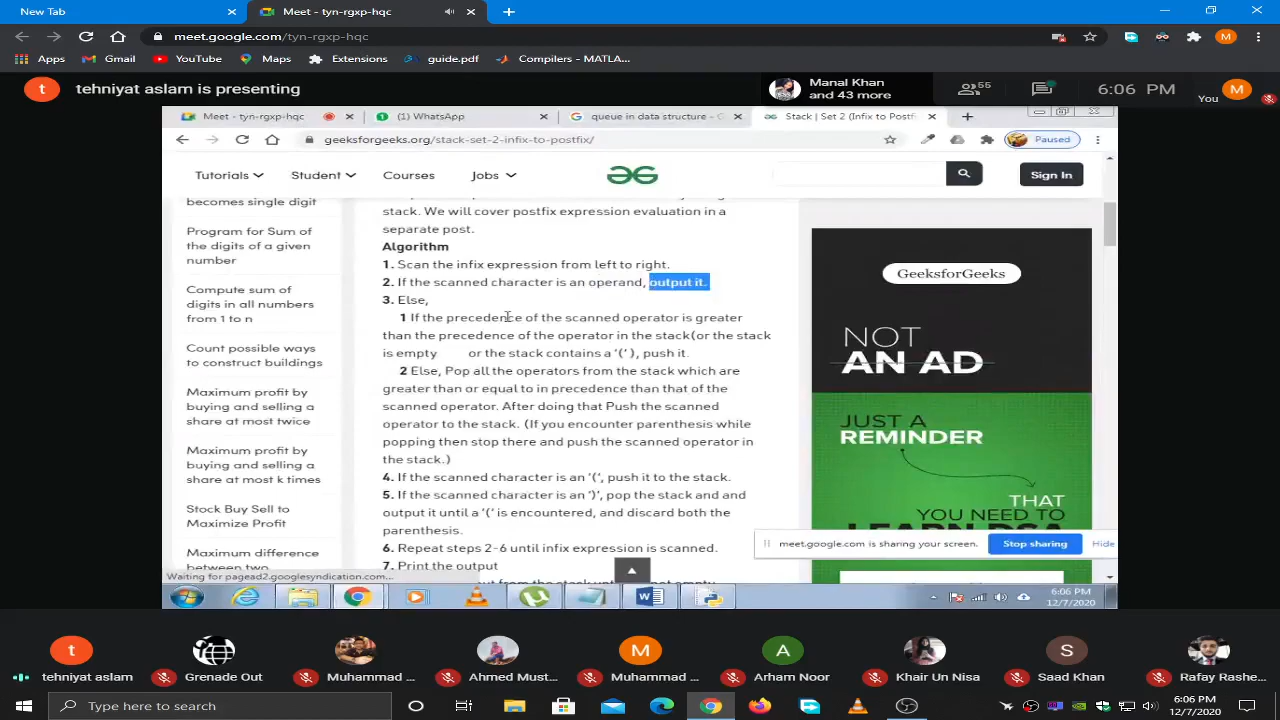 New Tab
Meet - tyn-rgxp-hqc
meet.google.com/tyn-rgxp-hqc
M
Apps
Gmail
YouTube
Maps
Extensions
guide.pdf
Compilers - MATLA...
t
tehniyat aslam is presenting
Manal Khan
and 43 more
55
6:06 PM
You
M
Meet - tyn-rgxp-hqc
(1) WhatsApp
queue in data structure - G
Stack | Set 2 (Infix to Postf
geeksforgeeks.org/stack-set-2-infix-to-postfix/
Paused
Tutorials
Student
Courses
Jobs
Sign In
becomes single digit
Program for Sum of
the digits of a given
number
Compute sum of
digits in all numbers
from 1 to n
Count possible ways
to construct buildings
Maximum profit by
buying and selling a
share at most twice
Maximum profit by
buying and selling a
share at most k times
Stock Buy Sell to
Maximize Profit
Maximum difference
between two
stack. We will cover postfix expression evaluation in a
separate post.
Algorithm
1. Scan the infix expression from left to right.
2. If the scanned character is an operand, output it.
3. Else,
1 If the precedence of the scanned operator is greater
than the precedence of the operator in the stack(or the stack
is empty or the stack contains a ‘(‘ ), push it.
2 Else, Pop all the operators from the stack which are
greater than or equal to in precedence than that of the
scanned operator. After doing that Push the scanned
operator to the stack. (If you encounter parenthesis while
popping then stop there and push the scanned operator in
the stack.)
4. If the scanned character is an ‘(‘, push it to the stack.
5. If the scanned character is an ‘)’, pop the stack and and
output it until a ‘(‘ is encountered, and discard both the
parenthesis.
6. Repeat steps 2-6 until infix expression is scanned.
7. Print the output
GeeksforGeeks
NOT
AN AD
JUST A
REMINDER
THAT
YOU NEED TO
LEARN DSA
meet.google.com is sharing your screen.
Stop sharing
Hide
Waiting for pagead2.googlesyndication.com...
6:06 PM
12/7/2020
t
M
A
S
tehniyat aslam
Grenade Out
Muhammad ...
Ahmed Must...
Muhammad ...
Arham Noor
Khair Un Nisa
Saad Khan
Rafay Rashe...
Type here to search
6:06 PM
12/7/2020